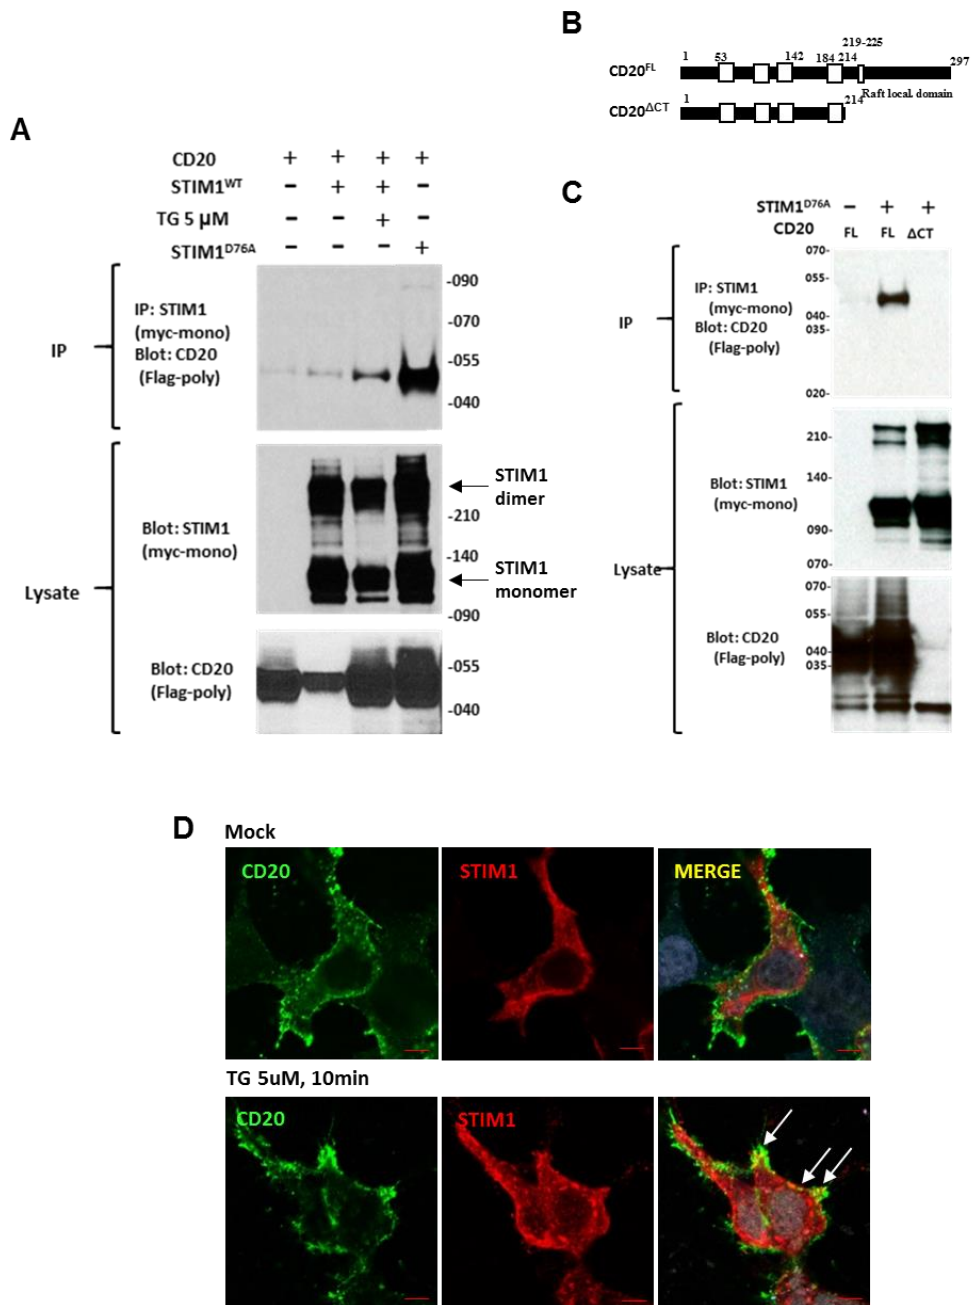 B
219-225
1 53 142 184 214 297
CD20FL
Raft local. domain
1 214
CD20ΔCT
A
CD20 + + + +
STIM1WT - + + -
TG 5 μM - - + -
STIM1D76A - - - +
IP
IP: STIM1
(myc-mono)
Blot: CD20
(Flag-poly)
-090
-070
-055
-040
Lysate
Blot: STIM1
(myc-mono)
STIM1
dimer
-210
-140
STIM1
monomer
-090
Blot: CD20
(Flag-poly)
-055
-040
C
STIM1D76A - + +
CD20 FL FL ΔCT
IP
IP: STIM1
(myc-mono)
Blot: CD20
(Flag-poly)
070-
055-
040-
035-
020-
Lysate
Blot: STIM1
(myc-mono)
210-
140-
090-
070-
Blot: CD20
(Flag-poly)
070-
055-
040-
035-
D
Mock
CD20 STIM1 MERGE
TG 5uM, 10min
CD20 STIM1